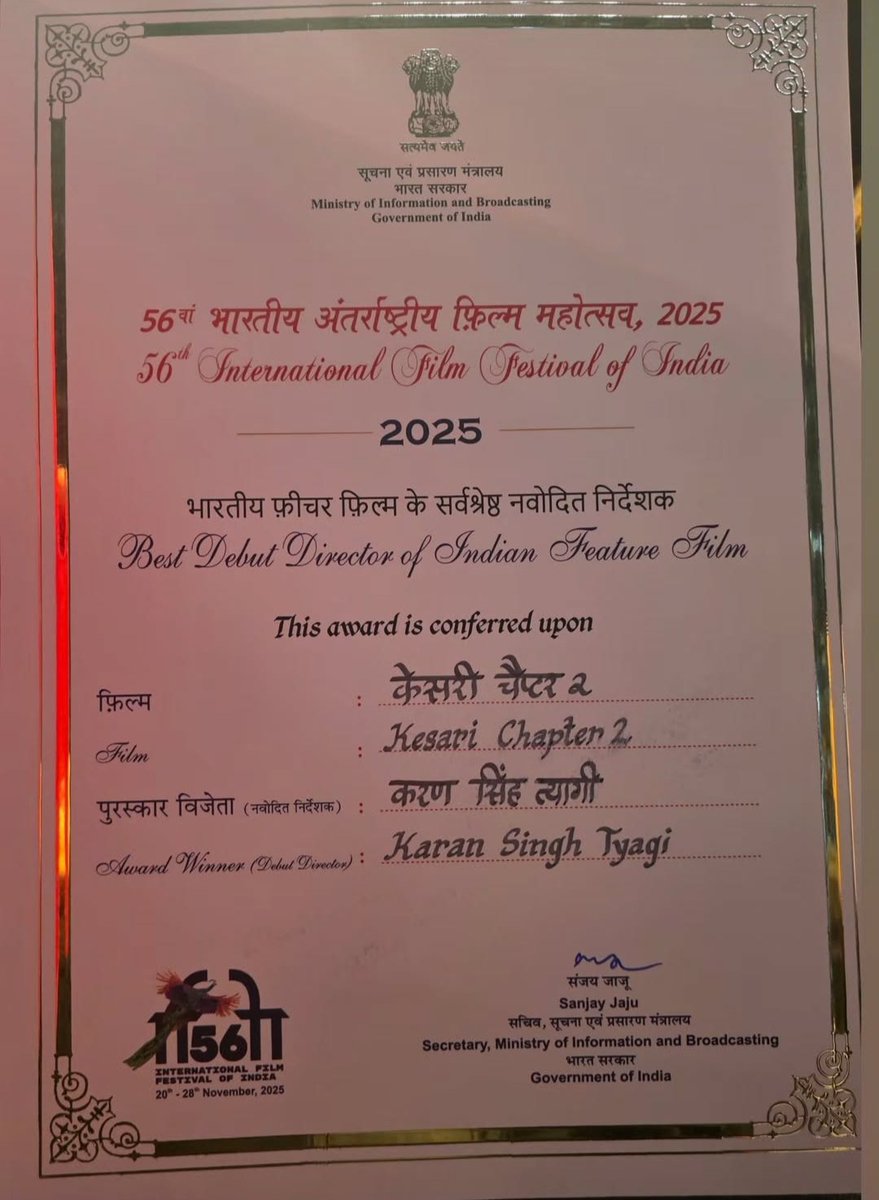 सत्यमेव जयते
सूचना एवं प्रसारण मंत्रालय
भारत सरकार
Ministry of Information and Broadcasting
Government of India
56वां भारतीय अंतर्राष्ट्रीय फ़िल्म महोत्सव, 2025
56th International Film Festival of India
2025
भारतीय फ़ीचर फ़िल्म के सर्वश्रेष्ठ नवोदित निर्देशक
Best Debut Director of Indian Feature Film
This award is conferred upon
फ़िल्म : केसरी चैप्टर २
Film : Kesari Chapter 2
पुरस्कार विजेता (नवोदित निर्देशक) : करण सिंह त्यागी
Award Winner (Debut Director) : Karan Singh Tyagi
56
INTERNATIONAL FILM
FESTIVAL OF INDIA
20th - 28th November, 2025
संजय जाजू
Sanjay Jaju
सचिव, सूचना एवं प्रसारण मंत्रालय
Secretary, Ministry of Information and Broadcasting
भारत सरकार
Government of India